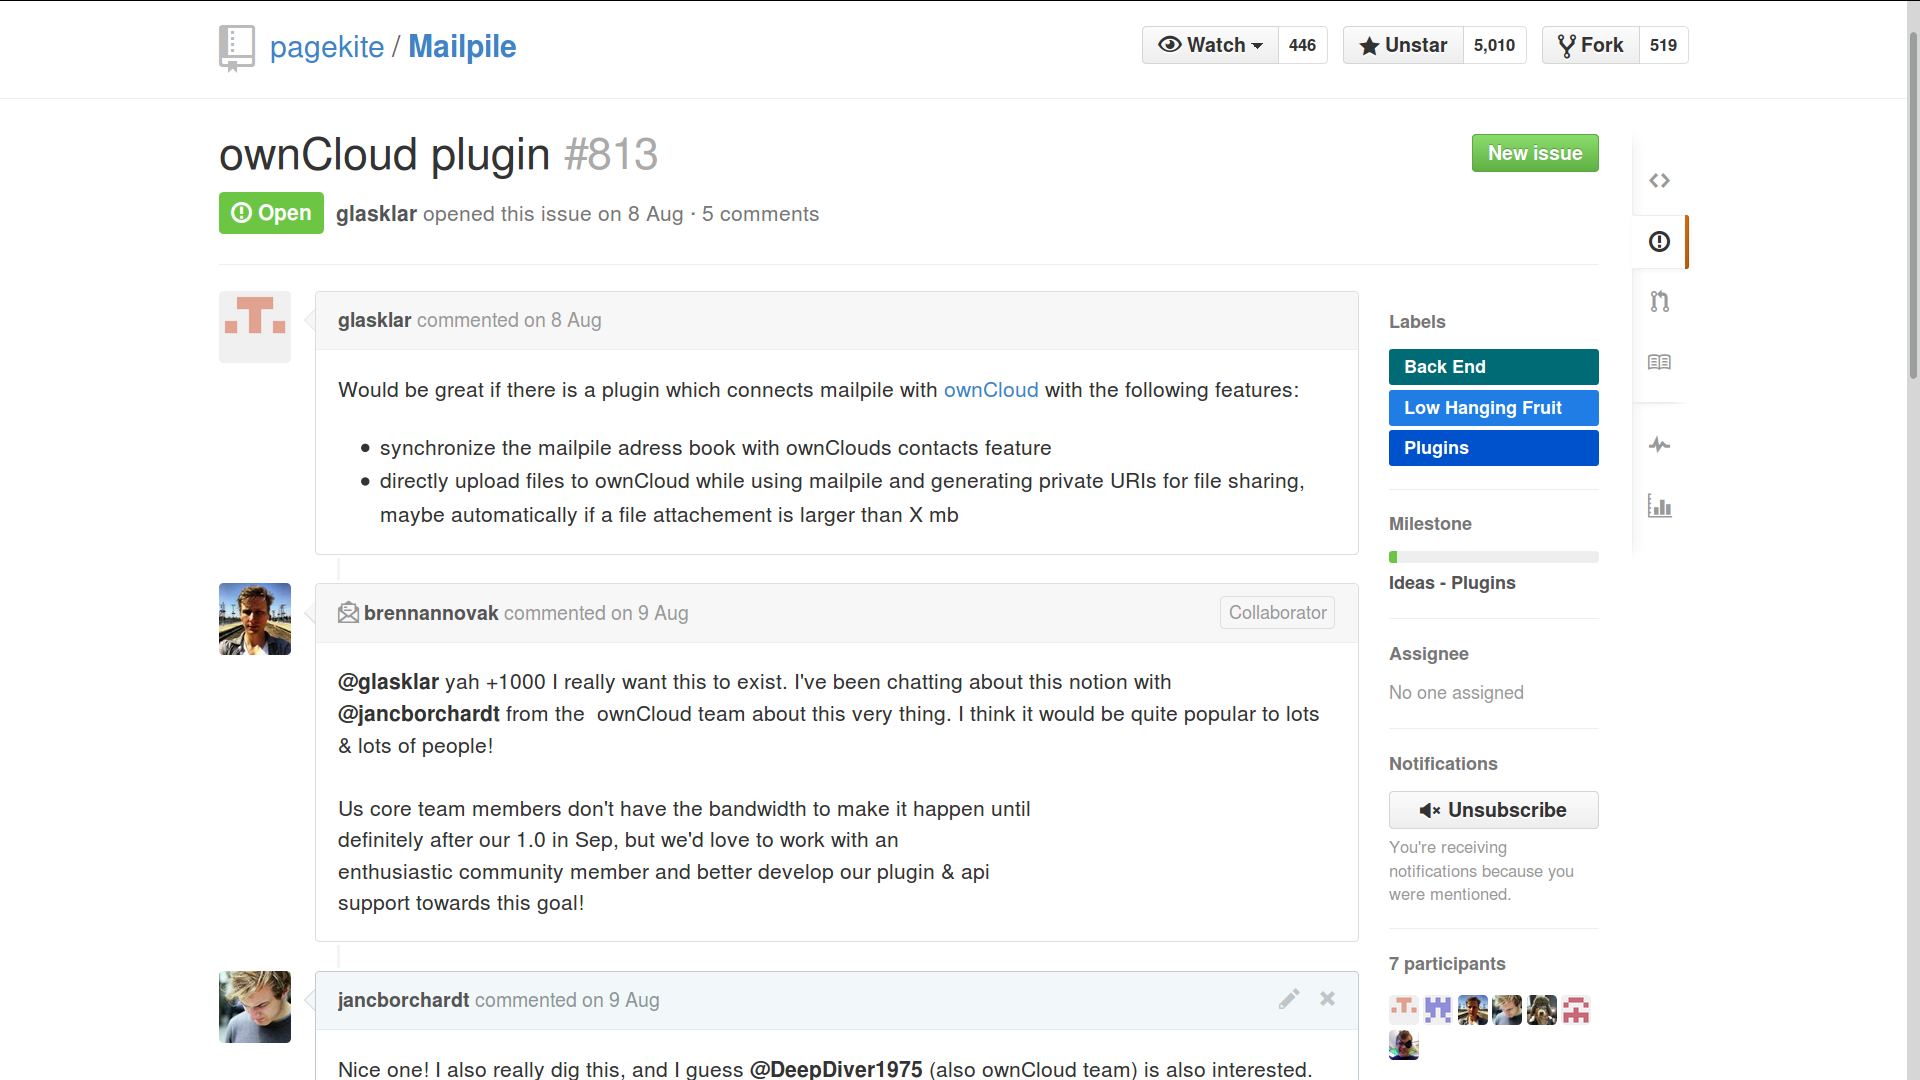 pagekite / Mailpile
Watch 446 Unstar 5,010 Fork 519
ownCloud plugin #813
New issue
Open glasklar opened this issue on 8 Aug · 5 comments
glasklar commented on 8 Aug
Would be great if there is a plugin which connects mailpile with ownCloud with the following features:
• synchronize the mailpile adress book with ownClouds contacts feature
• directly upload files to ownCloud while using mailpile and generating private URIs for file sharing,
maybe automatically if a file attachement is larger than X mb
brennannovak commented on 9 Aug Collaborator
@glasklar yah +1000 I really want this to exist. I've been chatting about this notion with
@jancborchardt from the  ownCloud team about this very thing. I think it would be quite popular to lots
& lots of people!
Us core team members don't have the bandwidth to make it happen until
definitely after our 1.0 in Sep, but we'd love to work with an
enthusiastic community member and better develop our plugin & api
support towards this goal!
jancborchardt commented on 9 Aug
Nice one! I also really dig this, and I guess @DeepDiver1975 (also ownCloud team) is also interested.
Labels
Back End
Low Hanging Fruit
Plugins
Milestone
Ideas - Plugins
Assignee
No one assigned
Notifications
Unsubscribe
You're receiving
notifications because you
were mentioned.
7 participants